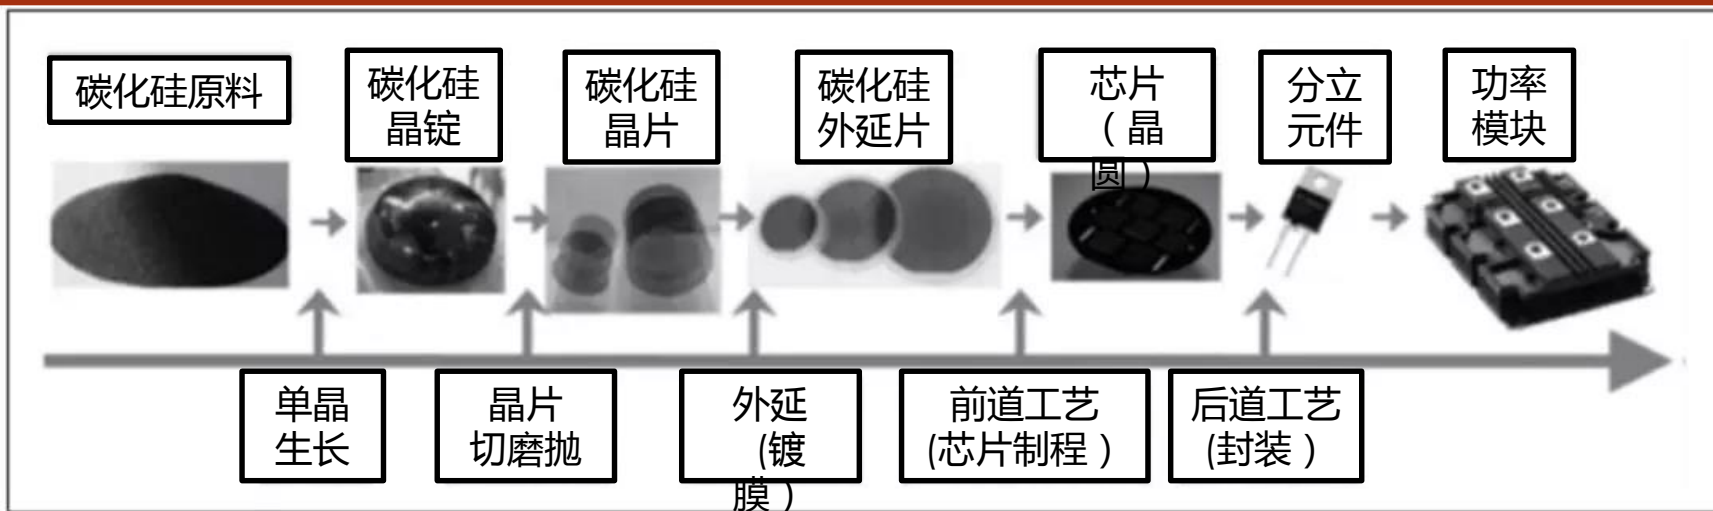 碳化硅原料
碳化硅
晶锭
碳化硅
晶片
碳化硅
外延片
芯片
（晶
圆）
分立
元件
功率
模块
单晶
生长
晶片
切磨抛
外延
(镀
膜）
前道工艺
(芯片制程）
后道工艺
(封装）